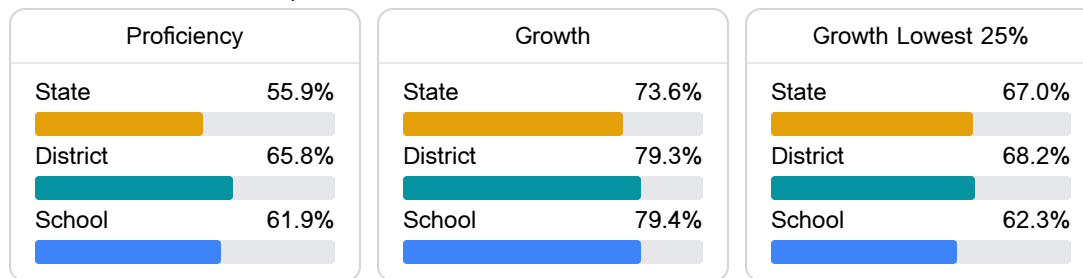 Proficiency
State 55.9%
District 65.8%
School 61.9%
Growth
State 73.6%
District 79.3%
School 79.4%
Growth Lowest 25%
State 67.0%
District 68.2%
School 62.3%